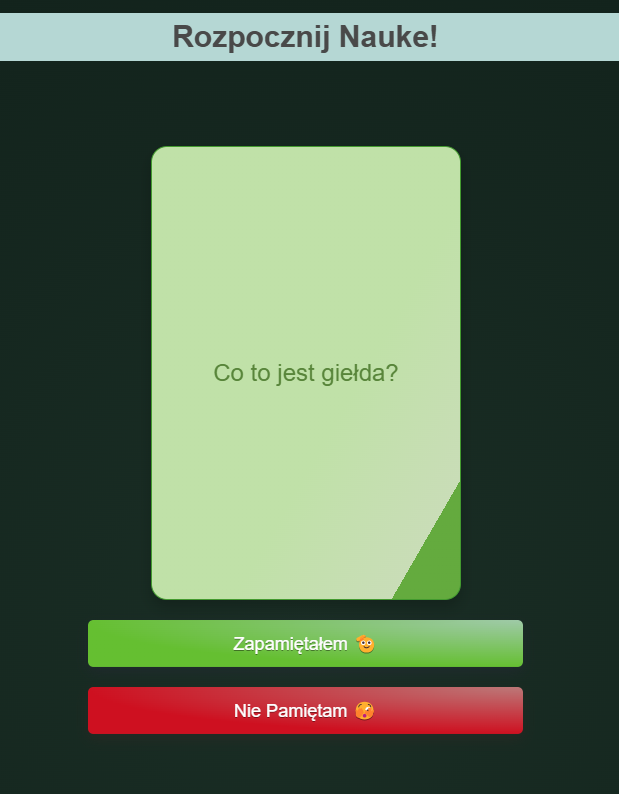 Rozpocznij Nauke!
Co to jest giełda?
Zapamiętałem
Nie Pamiętam